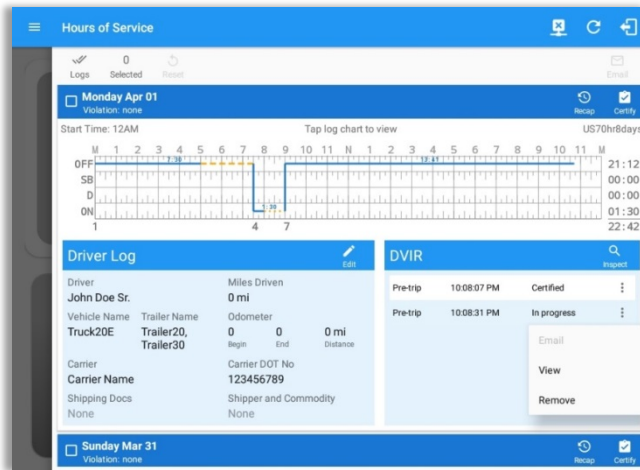 Hours of Service
Logs
0
Selected
Reset
Email
Monday Apr 01
Violation: none
Recap
Certify
Start Time: 12AM
Tap log chart to view
US70hr8days
M 1 2 3 4 5 6 7 8 9 10 11 N 1 2 3 4 5 6 7 8 9 10 11 M
OFF 7:30 12:41 21:12
SB 00:00
D 00:00
ON 1:30 01:30
1 4 7 22:42
Driver Log
Edit
Driver
John Doe Sr.
Miles Driven
0 mi
Vehicle Name
Truck20E
Trailer Name
Trailer20,
Trailer30
Odometer
0 0 0 mi
Begin End Distance
Carrier
Carrier Name
Carrier DOT No
123456789
Shipping Docs
None
Shipper and Commodity
None
DVIR
Inspect
Pre-trip 10:08:07 PM Certified
Pre-trip 10:08:31 PM In progress
Email
View
Remove
Sunday Mar 31
Violation: none
Recap
Certify